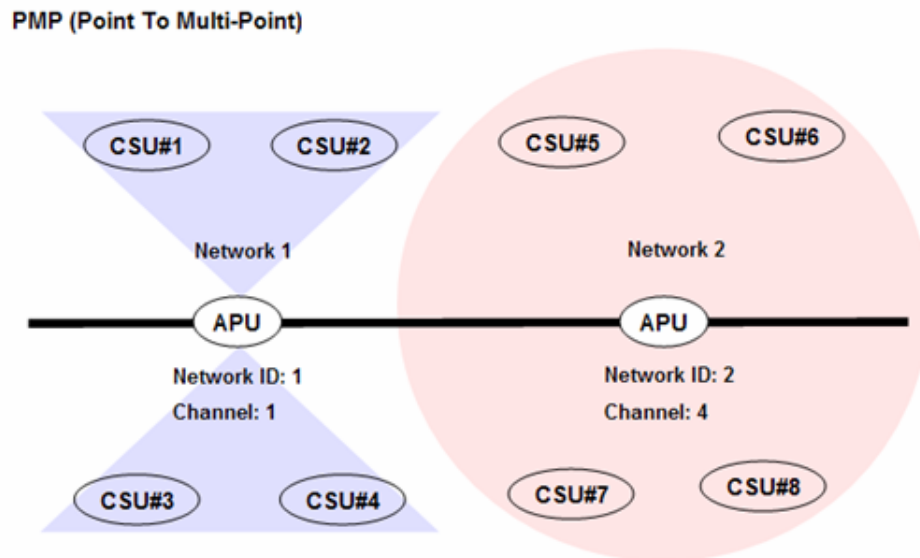 PMP (Point To Multi-Point)
CSU#1
CSU#2
CSU#5
CSU#6
Network 1
Network 2
APU
APU
Network ID: 1
Channel: 1
Network ID: 2
Channel: 4
CSU#3
CSU#4
CSU#7
CSU#8